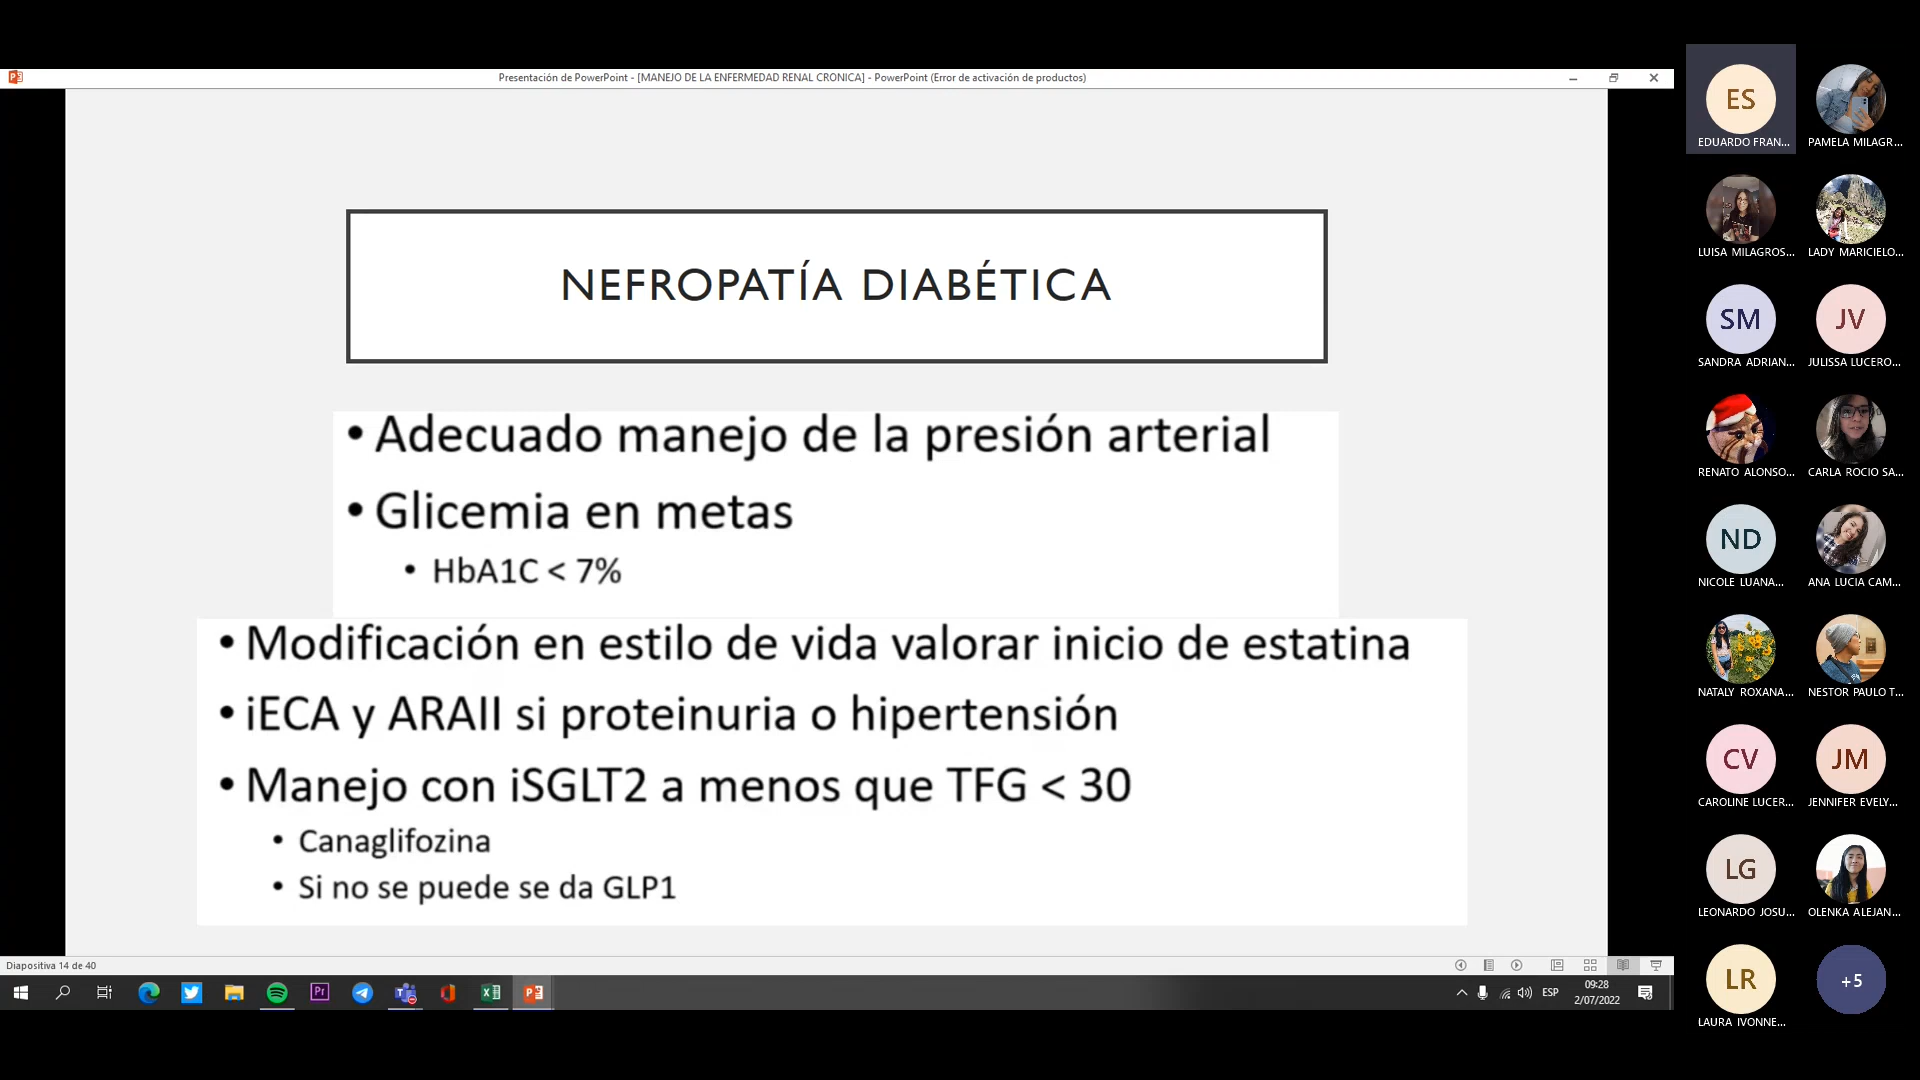 Presentación de PowerPoint - [MANEJO DE LA ENFERMEDAD RENAL CRONICA] - PowerPoint (Error de activación de productos)
NEFROPATÍA DIABÉTICA
• Adecuado manejo de la presión arterial
• Glicemia en metas
• HbA1C < 7%
• Modificación en estilo de vida valorar inicio de estatina
• iECA y ARAII si proteinuria o hipertensión
• Manejo con iSGLT2 a menos que TFG < 30
• Canaglifozina
• Si no se puede se da GLP1
Diapositiva 14 de 40
ESP
09:28
2/07/2022
ES
EDUARDO FRAN...
PAMELA MILAGR...
LUISA MILAGROS...
LADY MARICIELO...
SM
SANDRA ADRIAN...
JV
JULISSA LUCERO...
RENATO ALONSO...
CARLA ROCIO SA...
ND
NICOLE LUANA...
ANA LUCIA CAM...
NATALY ROXANA...
NESTOR PAULO T...
CV
CAROLINE LUCER...
JM
JENNIFER EVELY...
LG
LEONARDO JOSU...
OLENKA ALEJAN...
LR
LAURA IVONNE...
+5